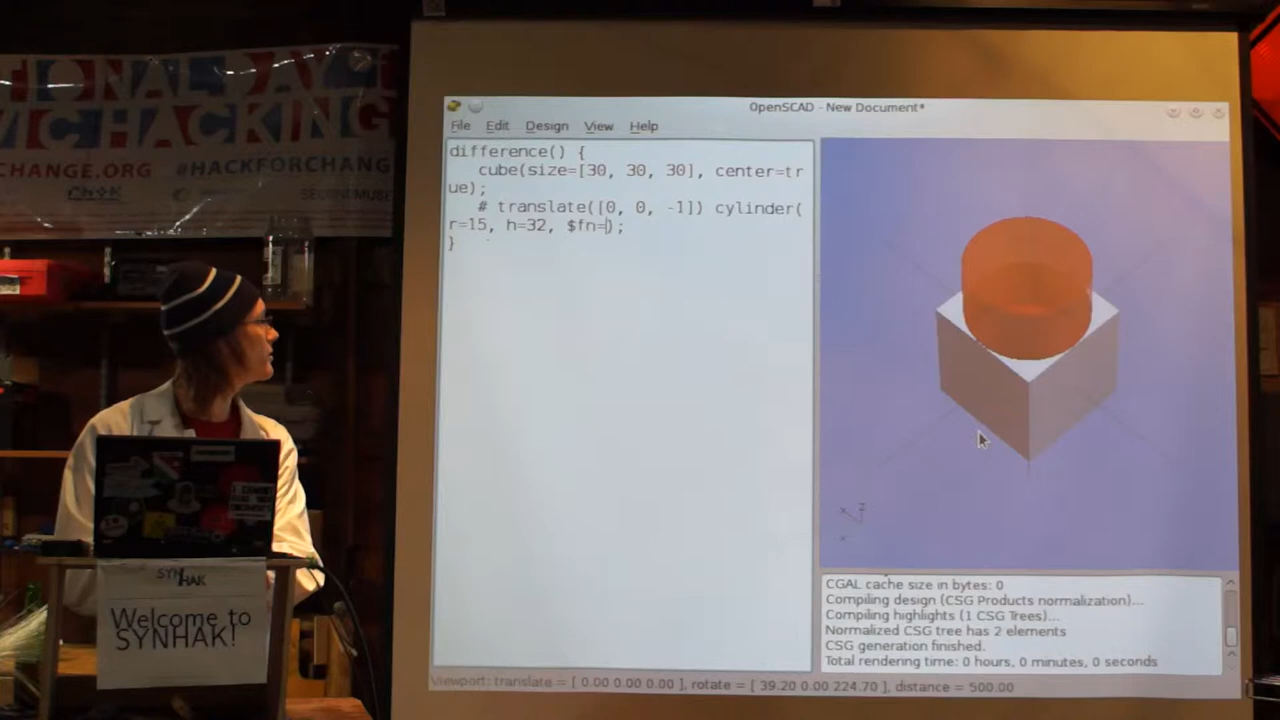 TIONAL DAY
VIC HACKING
CHANGE.ORG #HACKFORCHANG
SECONDMUSE
SYNHAK
Welcome to
SYNHAK!
OpenSCAD - New Document*
File Edit Design View Help
difference() {
cube(size=[30, 30, 30], center=tr
ue);
# translate([0, 0, -1]) cylinder(
r=15, h=32, $fn=);
}
CGAL cache size in bytes: 0
Compiling design (CSG Products normalization)...
Compiling highlights (1 CSG Trees)...
Normalized CSG tree has 2 elements
CSG generation finished.
Total rendering time: 0 hours, 0 minutes, 0 seconds
Viewport: translate = [ 0.00 0.00 0.00 ], rotate = [ 39.20 0.00 224.70 ], distance = 500.00